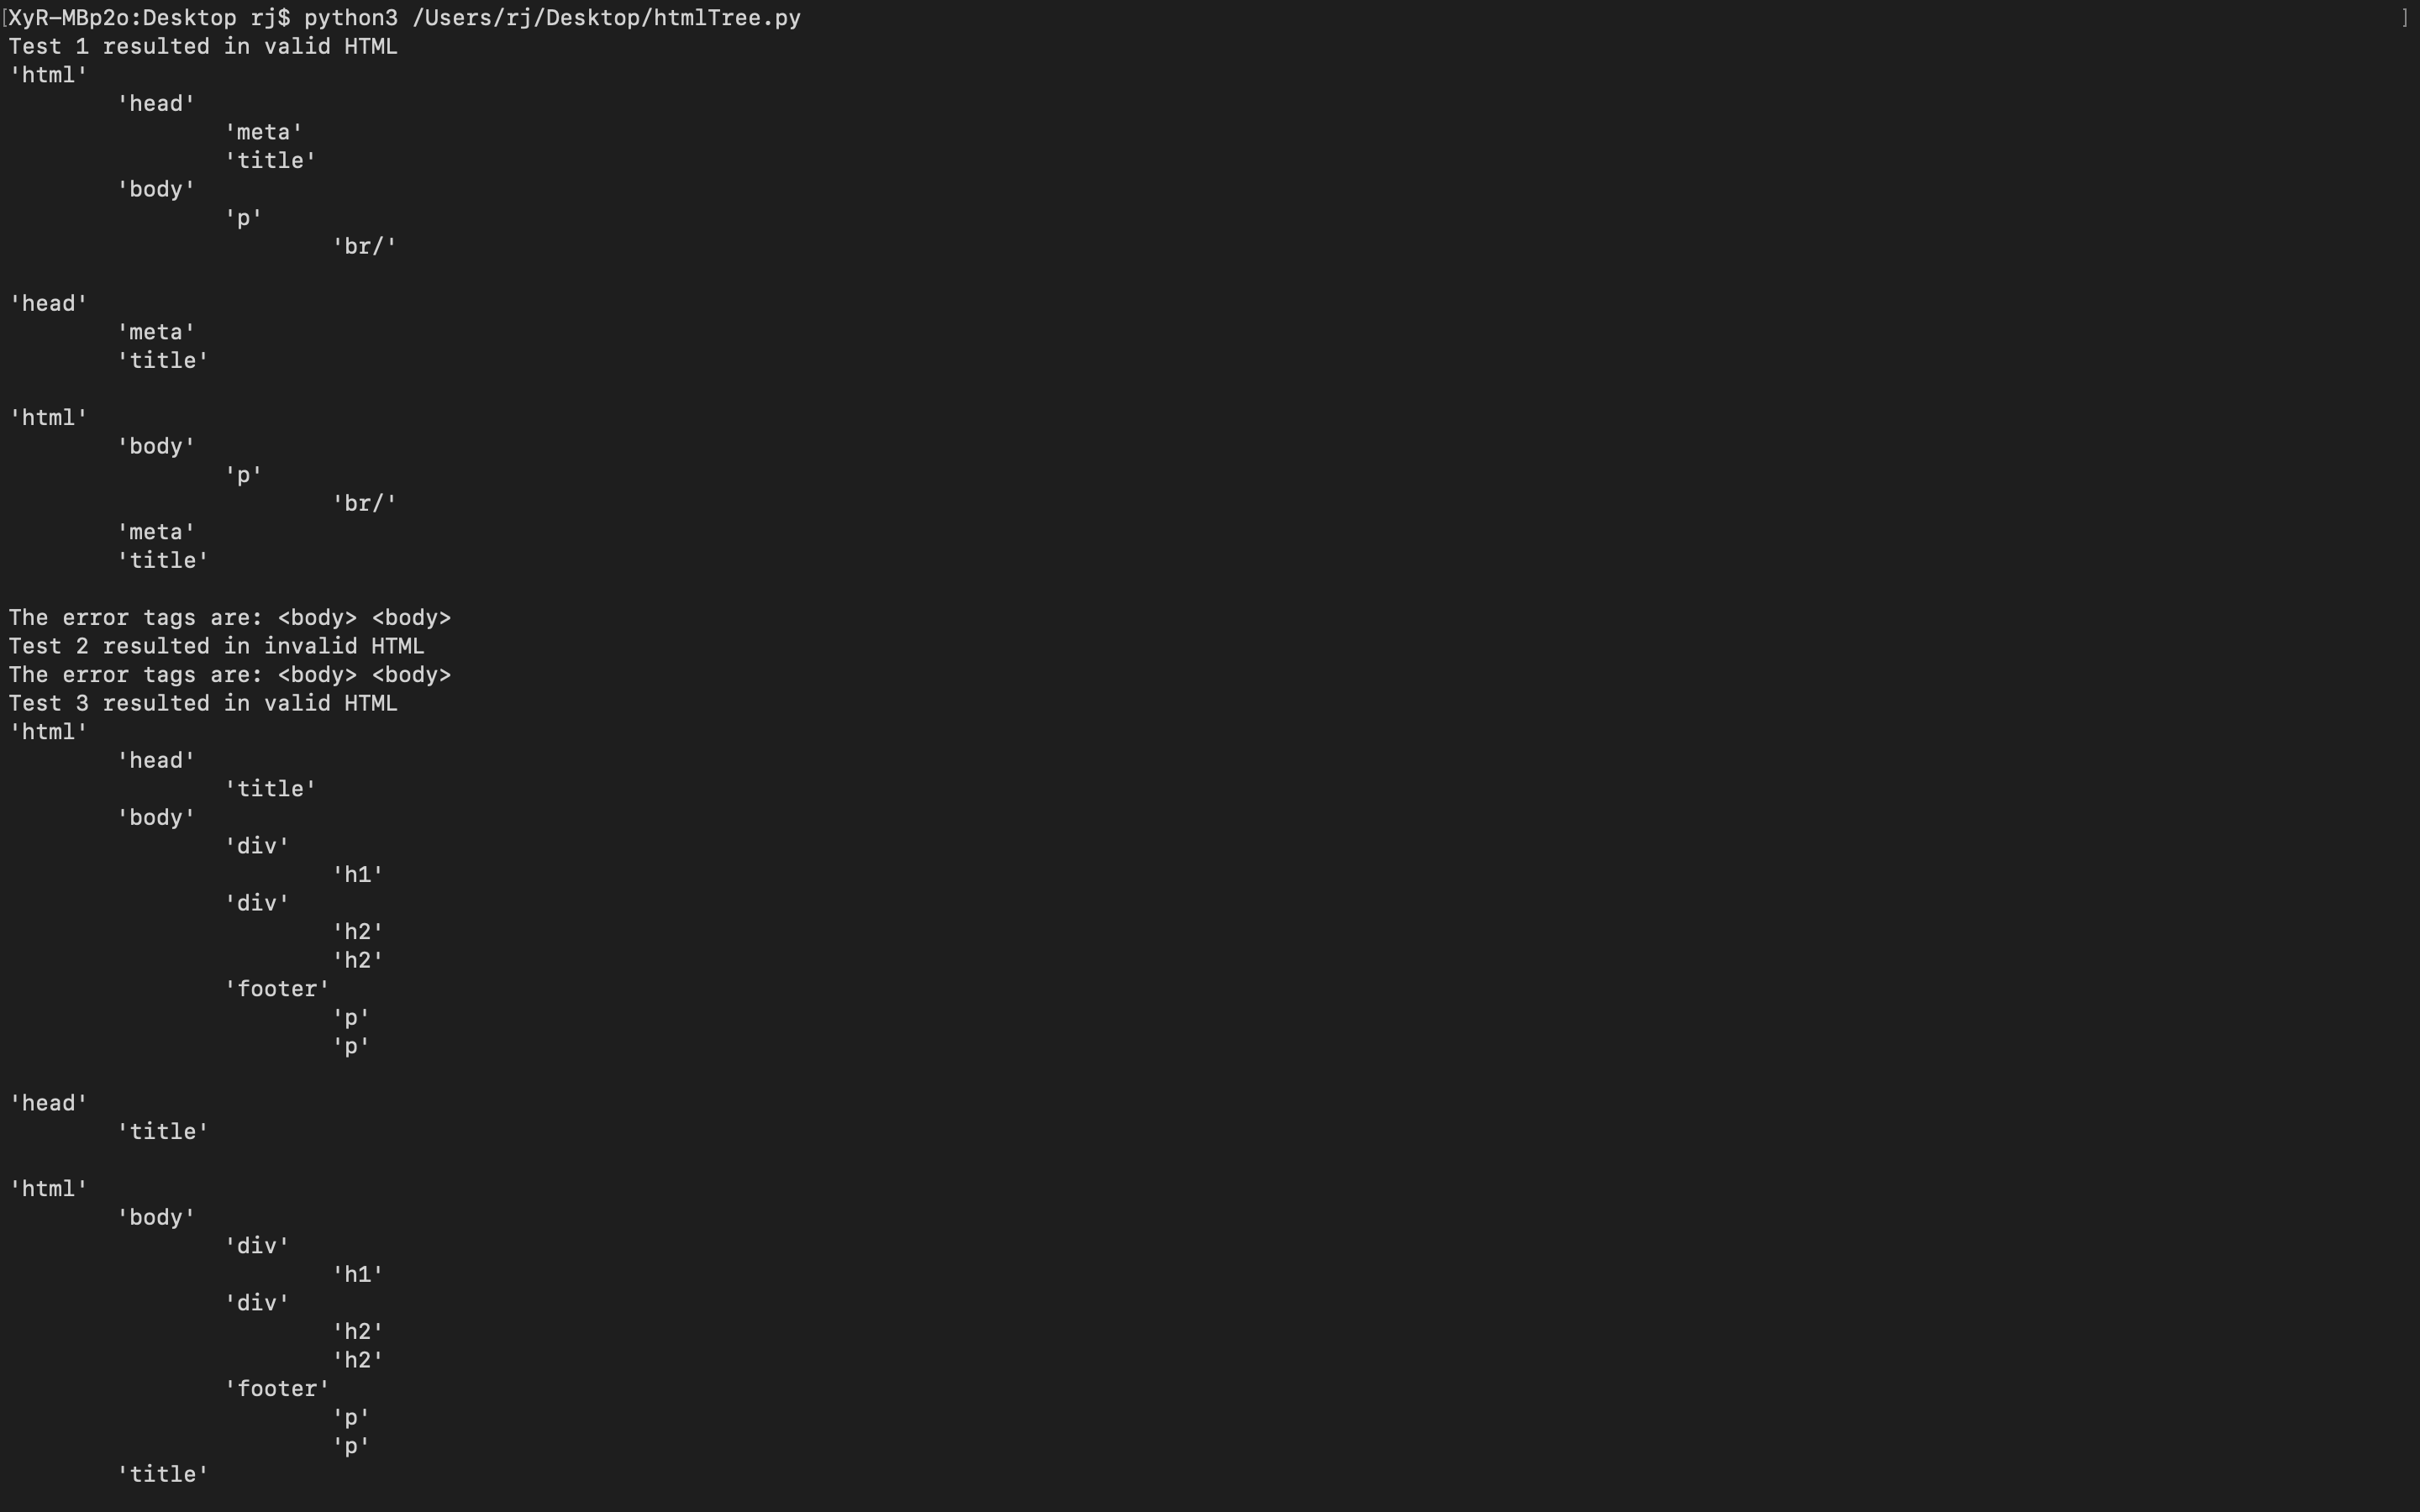 [XyR-MBp2o:Desktop rj$ python3 /Users/rj/Desktop/htmlTree.py ]
Test 1 resulted in valid HTML
'html'
        'head'
                'meta'
                'title'
        'body'
                'p'
                        'br/'

'head'
        'meta'
        'title'

'html'
        'body'
                'p'
                        'br/'
        'meta'
        'title'

The error tags are: <body> <body>
Test 2 resulted in invalid HTML
The error tags are: <body> <body>
Test 3 resulted in valid HTML
'html'
        'head'
                'title'
        'body'
                'div'
                        'h1'
                'div'
                        'h2'
                        'h2'
                'footer'
                        'p'
                        'p'

'head'
        'title'

'html'
        'body'
                'div'
                        'h1'
                'div'
                        'h2'
                        'h2'
                'footer'
                        'p'
                        'p'
        'title'